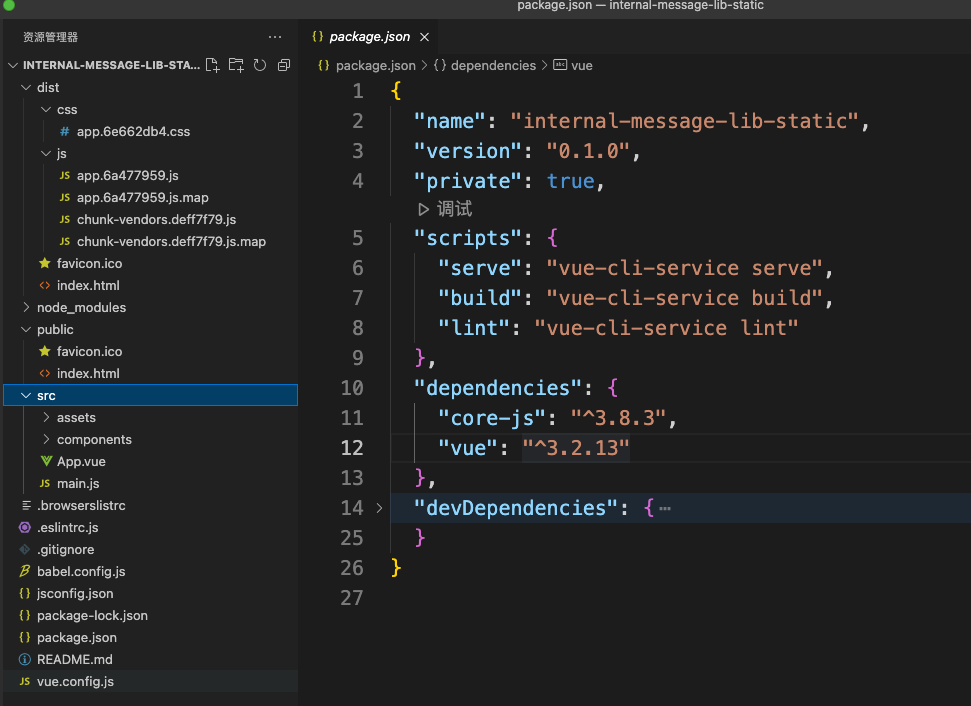 package.json — internal-message-lib-static
资源管理器
INTERNAL-MESSAGE-LIB-STA...
dist
css
# app.6e662db4.css
js
JS app.6a477959.js
JS app.6a477959.js.map
JS chunk-vendors.deff7f79.js
JS chunk-vendors.deff7f79.js.map
favicon.ico
<> index.html
node_modules
public
favicon.ico
<> index.html
src
assets
components
App.vue
JS main.js
.browserslistrc
.eslintrc.js
.gitignore
babel.config.js
{} jsconfig.json
{} package-lock.json
{} package.json
README.md
JS vue.config.js
{} package.json ×
{} package.json > {} dependencies > abc vue
1 {
2 "name": "internal-message-lib-static",
3 "version": "0.1.0",
4 "private": true,
调试
5 "scripts": {
6 "serve": "vue-cli-service serve",
7 "build": "vue-cli-service build",
8 "lint": "vue-cli-service lint"
9 },
10 "dependencies": {
11 "core-js": "^3.8.3",
12 "vue": "^3.2.13"
13 },
14 > "devDependencies": { ⋯
25 }
26 }
27